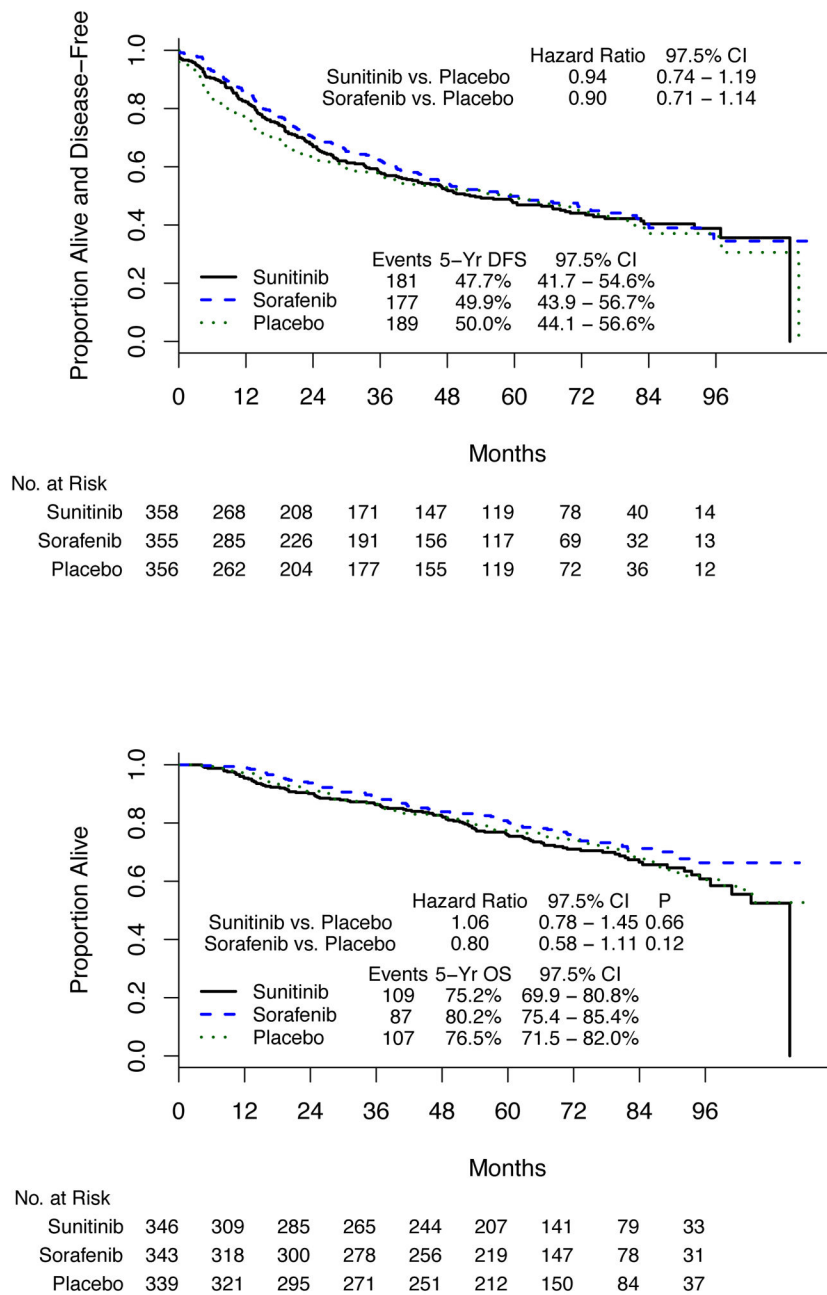 Proportion Alive and Disease−Free
1.0
0.8
0.6
0.4
0.2
0.0
Hazard Ratio 97.5% CI
Sunitinib vs. Placebo 0.94 0.74 − 1.19
Sorafenib vs. Placebo 0.90 0.71 − 1.14
Events 5−Yr DFS 97.5% CI
Sunitinib 181 47.7% 41.7 − 54.6%
Sorafenib 177 49.9% 43.9 − 56.7%
Placebo 189 50.0% 44.1 − 56.6%
0 12 24 36 48 60 72 84 96
Months
No. at Risk
Sunitinib 358 268 208 171 147 119 78 40 14
Sorafenib 355 285 226 191 156 117 69 32 13
Placebo 356 262 204 177 155 119 72 36 12
Proportion Alive
1.0
0.8
0.6
0.4
0.2
0.0
Hazard Ratio 97.5% CI P
Sunitinib vs. Placebo 1.06 0.78 − 1.45 0.66
Sorafenib vs. Placebo 0.80 0.58 − 1.11 0.12
Events 5−Yr OS 97.5% CI
Sunitinib 109 75.2% 69.9 − 80.8%
Sorafenib 87 80.2% 75.4 − 85.4%
Placebo 107 76.5% 71.5 − 82.0%
0 12 24 36 48 60 72 84 96
Months
No. at Risk
Sunitinib 346 309 285 265 244 207 141 79 33
Sorafenib 343 318 300 278 256 219 147 78 31
Placebo 339 321 295 271 251 212 150 84 37